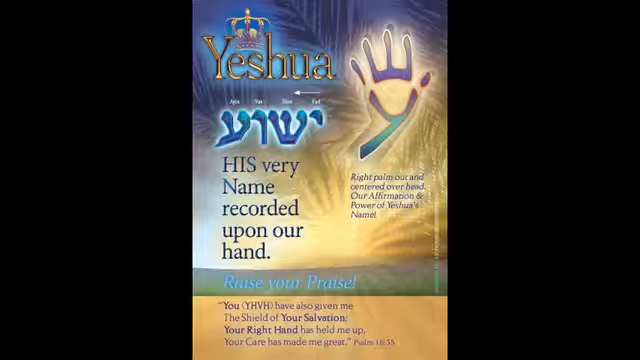 Yeshua
Ayin Vav Shin Yod
ישוע
HIS very
Name
recorded
upon our
hand.
Right palm out and
centered over head.
Our Affirmation &
Power of Yeshua's
Name!
Raise your Praise!
"You (YHVH) have also given me
The Shield of Your Salvation;
Your Right Hand has held me up,
Your Care has made me great." Psalm 18:35